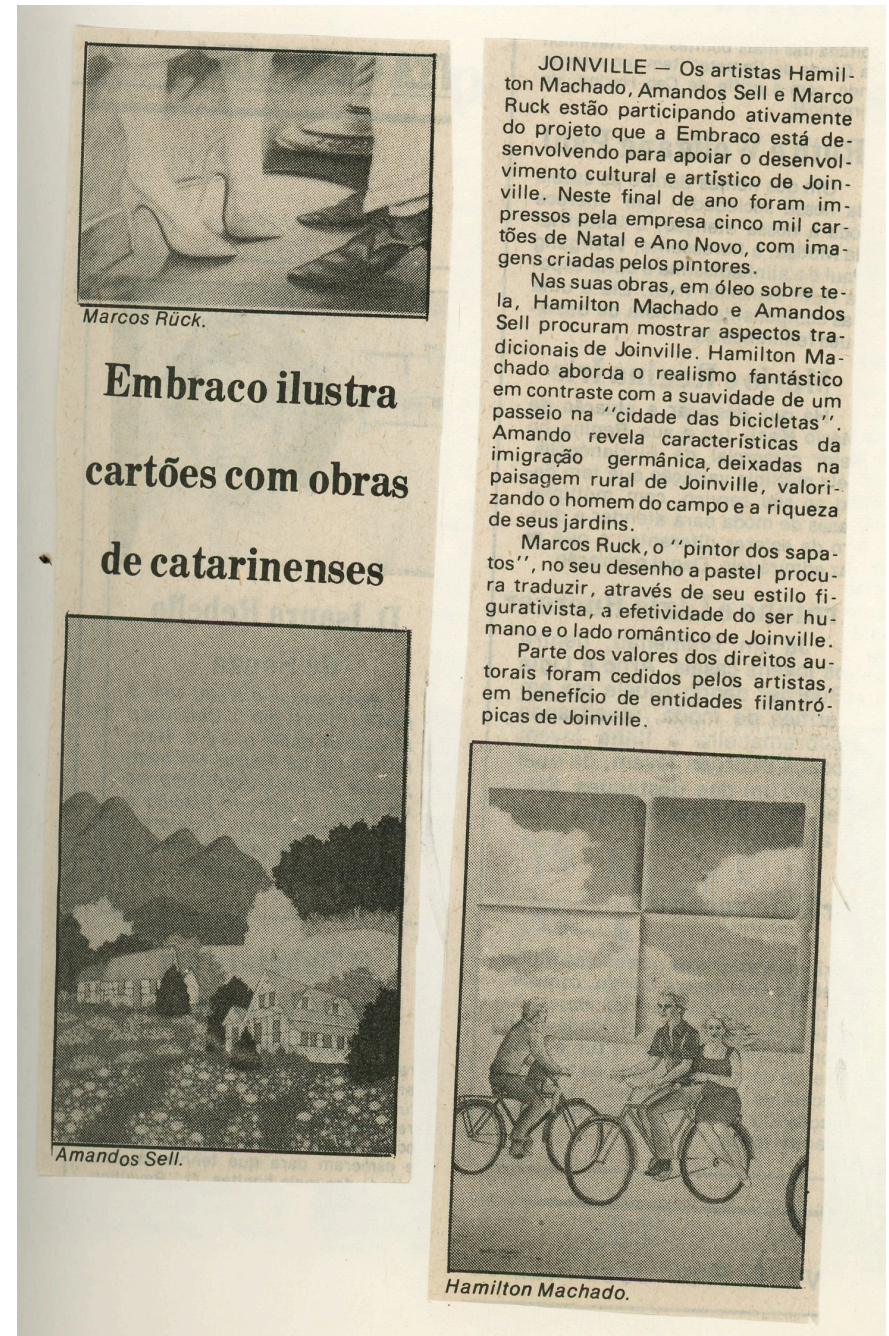 Marcos Rück.
Embraco ilustra
cartões com obras
de catarinenses
Amandos Sell.
JOINVILLE — Os artistas Hamil-
ton Machado, Amandos Sell e Marco
Ruck estão participando ativamente
do projeto que a Embraco está de-
senvolvendo para apoiar o desenvol-
vimento cultural e artístico de Join-
ville. Neste final de ano foram im-
pressos pela empresa cinco mil car-
tões de Natal e Ano Novo, com ima-
gens criadas pelos pintores.
Nas suas obras, em óleo sobre te-
la, Hamilton Machado e Amandos
Sell procuram mostrar aspectos tra-
dicionais de Joinville. Hamilton Ma-
chado aborda o realismo fantástico
em contraste com a suavidade de um
passeio na ''cidade das bicicletas''.
Amando revela características da
imigração germânica, deixadas na
paisagem rural de Joinville, valori-
zando o homem do campo e a riqueza
de seus jardins.
Marcos Ruck, o ''pintor dos sapa-
tos'', no seu desenho a pastel procu-
ra traduzir, através de seu estilo fi-
gurativista, a efetividade do ser hu-
mano e o lado romântico de Joinville.
Parte dos valores dos direitos au-
torais foram cedidos pelos artistas,
em benefício de entidades filantró-
picas de Joinville.
Hamilton Machado.